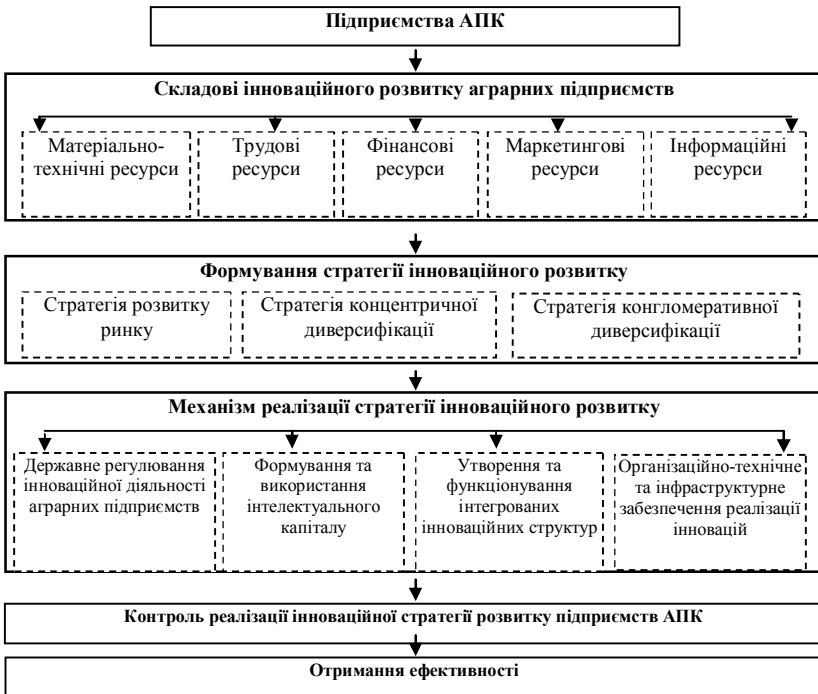 Підприємства АПК
Складові інноваційного розвитку аграрних підприємств
Матеріально-
технічні ресурси
Трудові
ресурси
Фінансові
ресурси
Маркетингові
ресурси
Інформаційні
ресурси
Формування стратегії інноваційного розвитку
Стратегія розвитку
ринку
Стратегія концентричної
диверсифікації
Стратегія конгломеративної
диверсифікації
Механізм реалізації стратегії інноваційного розвитку
Державне регулювання
інноваційної діяльності
аграрних підприємств
Формування та
використання
інтелектуального
капіталу
Утворення та
функціонування
інтегрованих
інноваційних структур
Організаційно-технічне
та інфраструктурне
забезпечення реалізації
інновацій
Контроль реалізації інноваційної стратегії розвитку підприємств АПК
Отримання ефективності